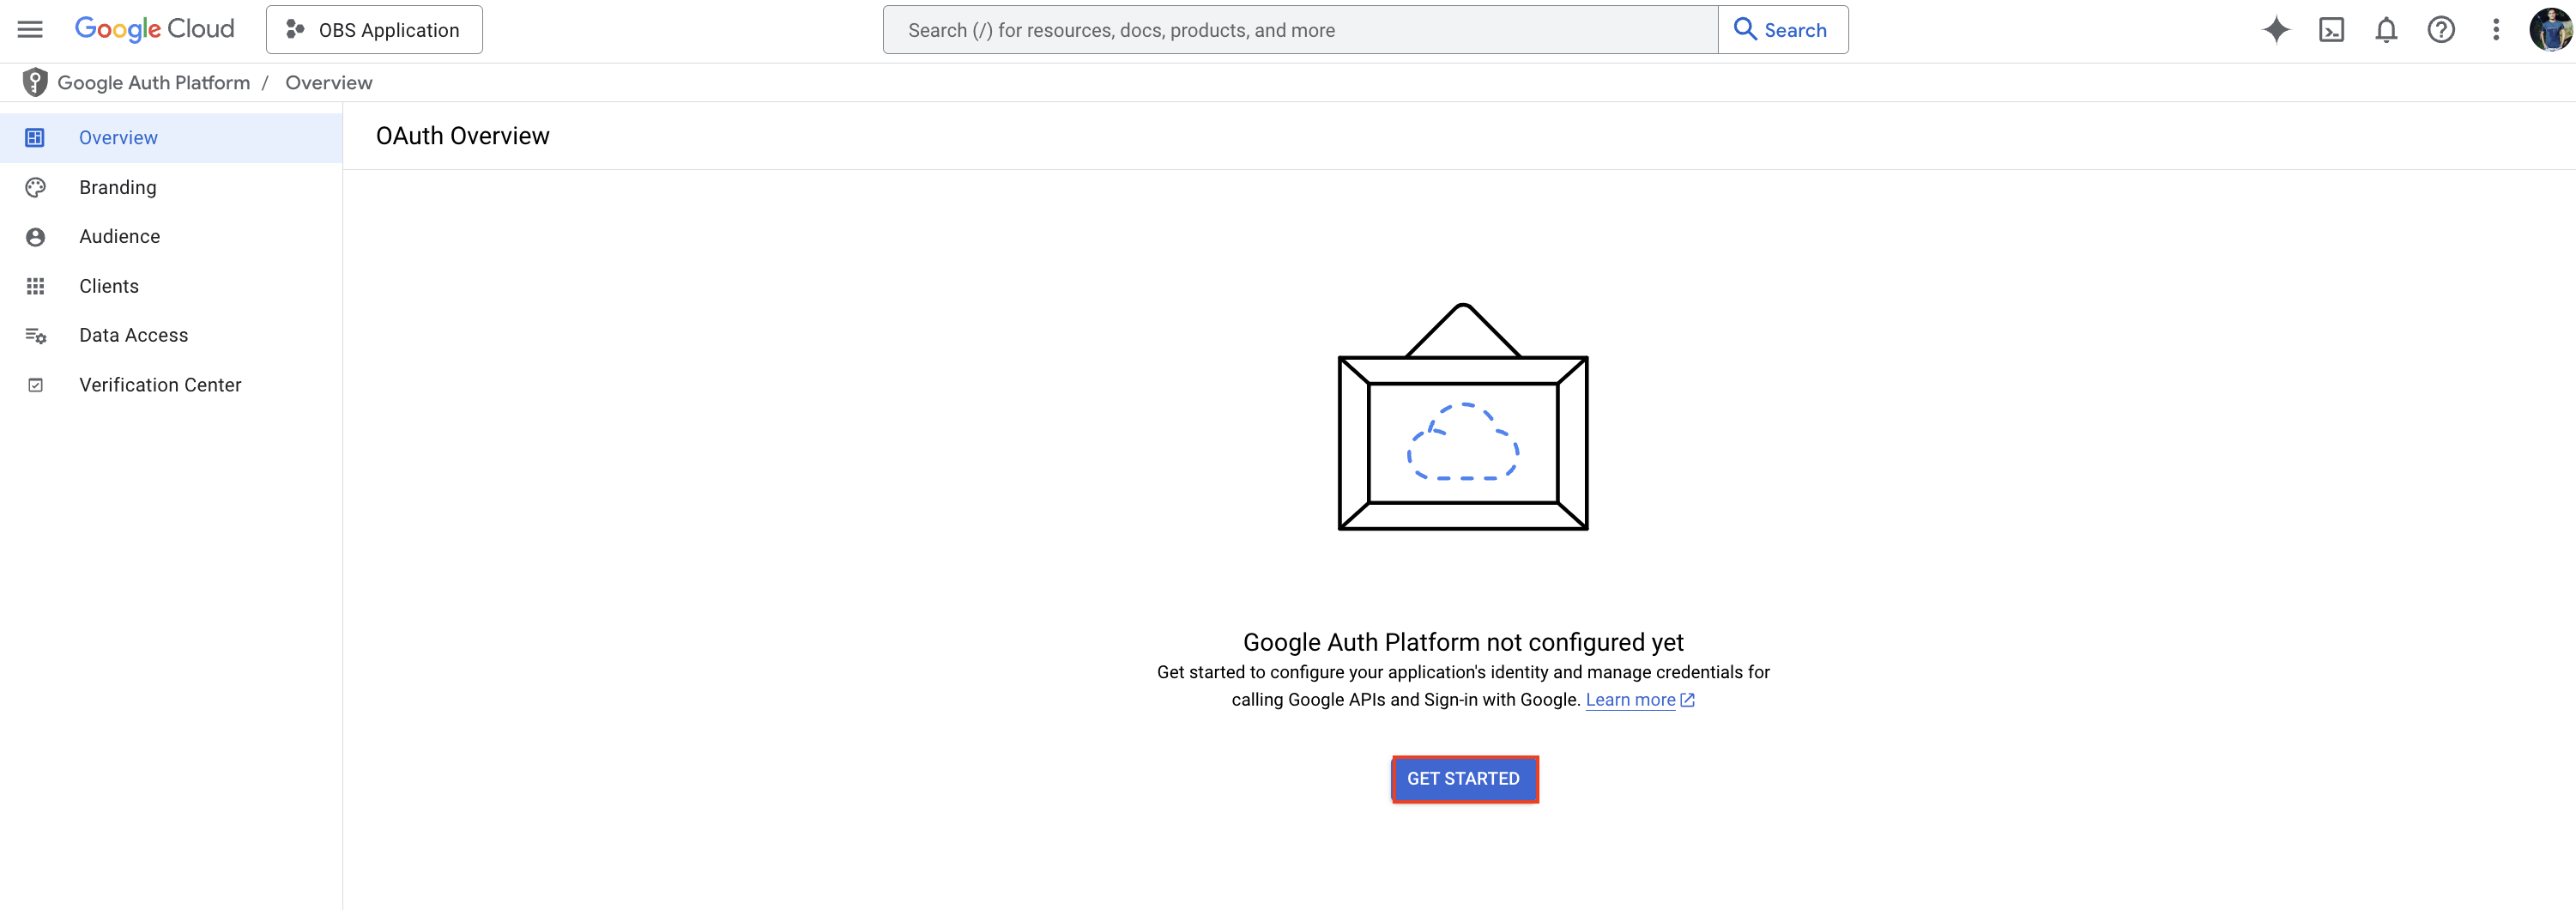 Google Cloud
OBS Application
Search (/) for resources, docs, products, and more
Search
Google Auth Platform / Overview
Overview
Branding
Audience
Clients
Data Access
Verification Center
OAuth Overview
Google Auth Platform not configured yet
Get started to configure your application's identity and manage credentials for
calling Google APIs and Sign-in with Google. Learn more
GET STARTED